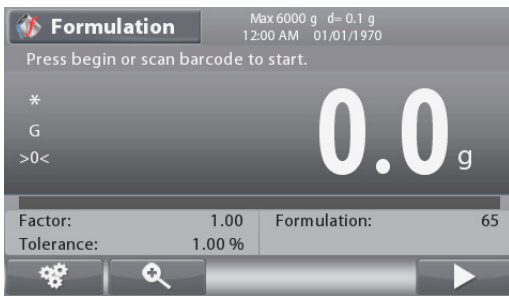 Formulation
Max 6000 g d= 0.1 g
12:00 AM 01/01/1970
Press begin or scan barcode to start.
*
G
>0<
0.0 g
Factor: 1.00
Formulation: 65
Tolerance: 1.00 %